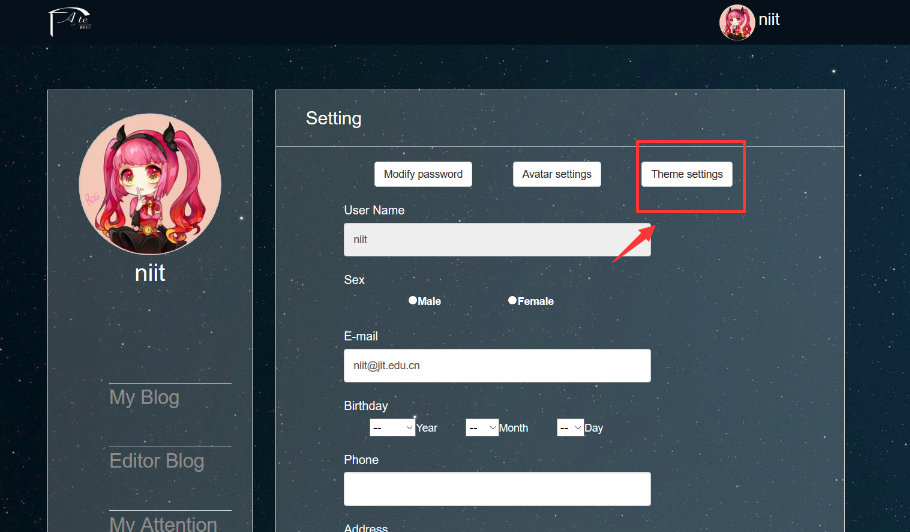 niit
niit
My Blog
Editor Blog
My Attention
Setting
Modify password
Avatar settings
Theme settings
User Name
niit
Sex
Male
Female
E-mail
niit@jit.edu.cn
Birthday
-- Year -- Month -- Day
Phone
Address